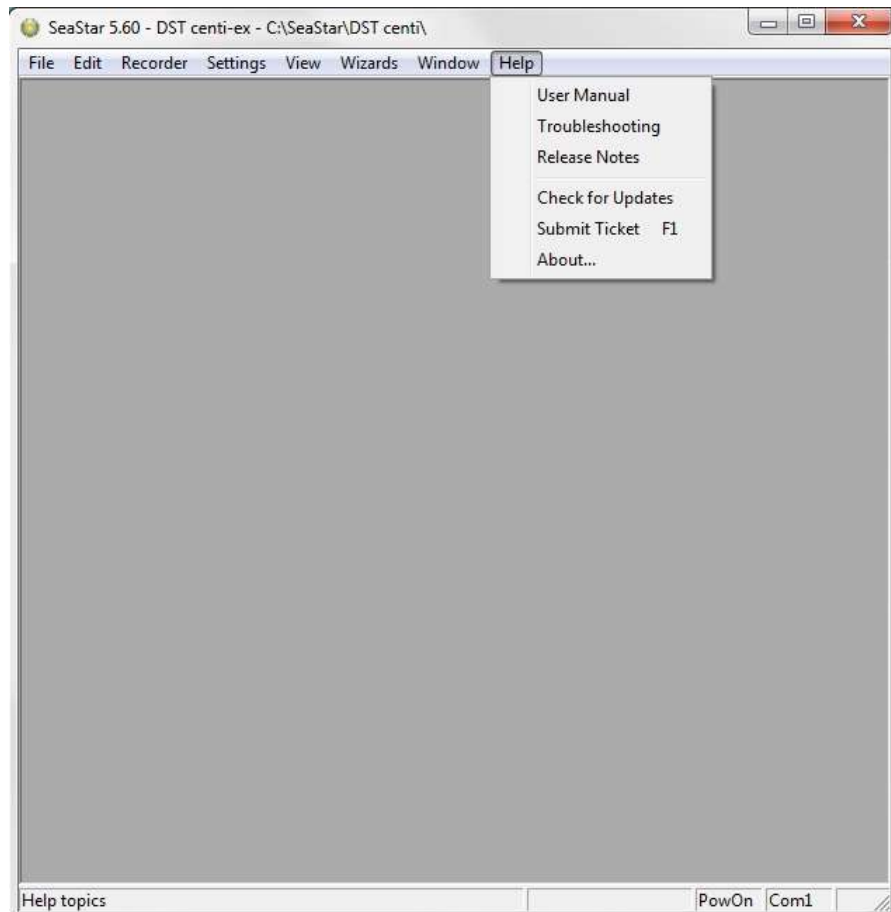 SeaStar 5.60 - DST centi-ex - C:\SeaStar\DST centi\
File Edit Recorder Settings View Wizards Window Help
User Manual
Troubleshooting
Release Notes
Check for Updates
Submit Ticket F1
About...
Help topics PowOn Com1